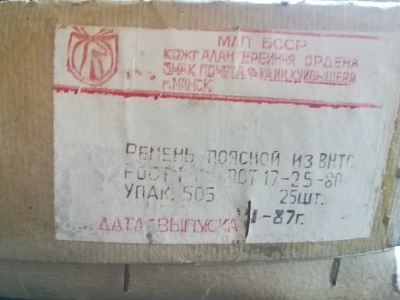 МЛП БССР
КОЖГАЛАНТЕРЕЙНАЯ ОРДЕНА
ЗНАК ПОЧЕТА Ф-КА ИМ. КУЙБЫШЕВА
Г. МИНСК
РЕМЕНЬ ПОЯСНОЙ ИЗ ВНТС
ОСТ 17-25-80
УПАК. 505 25ШТ.
ДАТА ВЫПУСКА -87г.